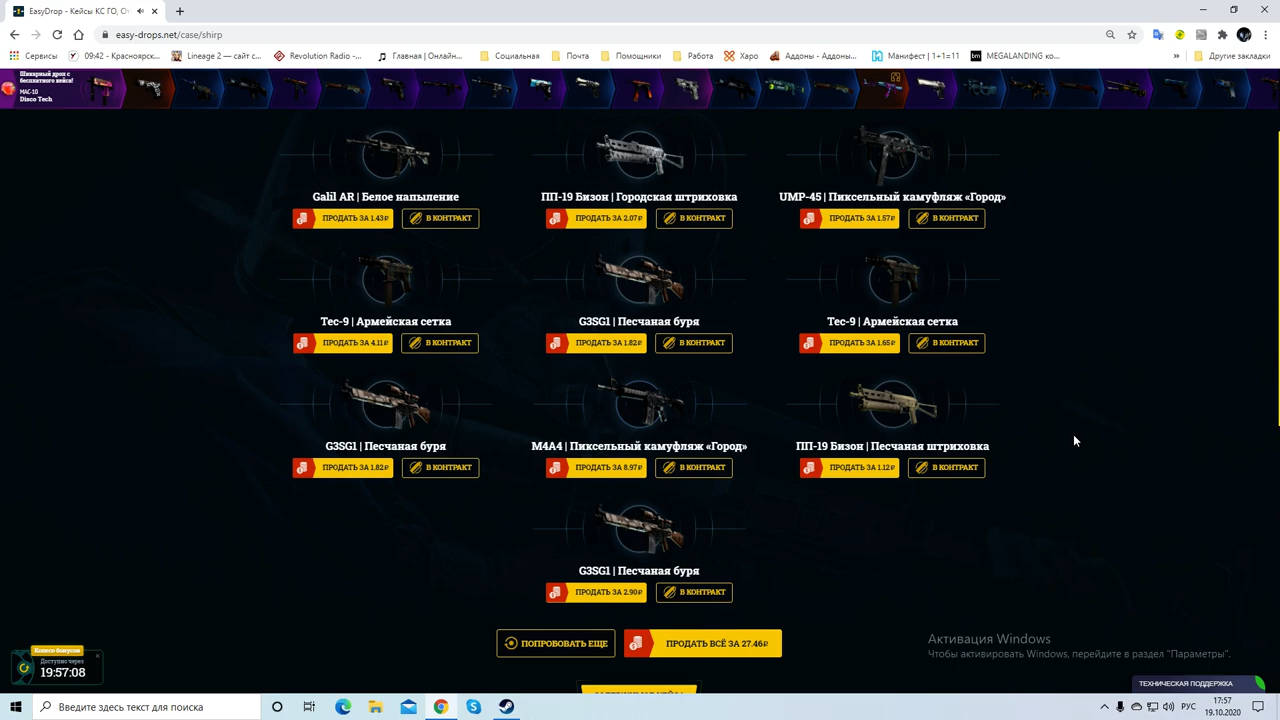 EasyDrop - Кейсы КС ГО, От
easy-drops.net/case/shirp
Сервисы
09:42 - Красноярск...
Lineage 2 — сайт с...
Revolution Radio -...
Главная | Онлайн...
Социальная
Почта
Помощники
Работа
Харо
Аддоны - Аддоны...
Манифест | 1+1=11
MEGALANDING ко...
»
Другие закладки
Шикарный дроп с
бесплатного кейса!
MAC-10
Disco Tech
Galil AR | Белое напыление
ПП-19 Бизон | Городская штриховка
UMP-45 | Пиксельный камуфляж «Город»
ПРОДАТЬ ЗА 1.43₽
В КОНТРАКТ
ПРОДАТЬ ЗА 2.07₽
В КОНТРАКТ
ПРОДАТЬ ЗА 1.57₽
В КОНТРАКТ
Tec-9 | Армейская сетка
G3SG1 | Песчаная буря
Tec-9 | Армейская сетка
ПРОДАТЬ ЗА 4.11₽
В КОНТРАКТ
ПРОДАТЬ ЗА 1.82₽
В КОНТРАКТ
ПРОДАТЬ ЗА 1.65₽
В КОНТРАКТ
G3SG1 | Песчаная буря
M4A4 | Пиксельный камуфляж «Город»
ПП-19 Бизон | Песчаная штриховка
ПРОДАТЬ ЗА 1.82₽
В КОНТРАКТ
ПРОДАТЬ ЗА 8.97₽
В КОНТРАКТ
ПРОДАТЬ ЗА 1.12₽
В КОНТРАКТ
G3SG1 | Песчаная буря
ПРОДАТЬ ЗА 2.90₽
В КОНТРАКТ
ПОПРОБОВАТЬ ЕЩЕ
ПРОДАТЬ ВСЁ ЗА 27.46₽
Колесо бонусов
Доступно через
19:57:08
Активация Windows
Чтобы активировать Windows, перейдите в раздел "Параметры".
ТЕХНИЧЕСКАЯ ПОДДЕРЖКА
Введите здесь текст для поиска
РУС
17:57
19.10.2020